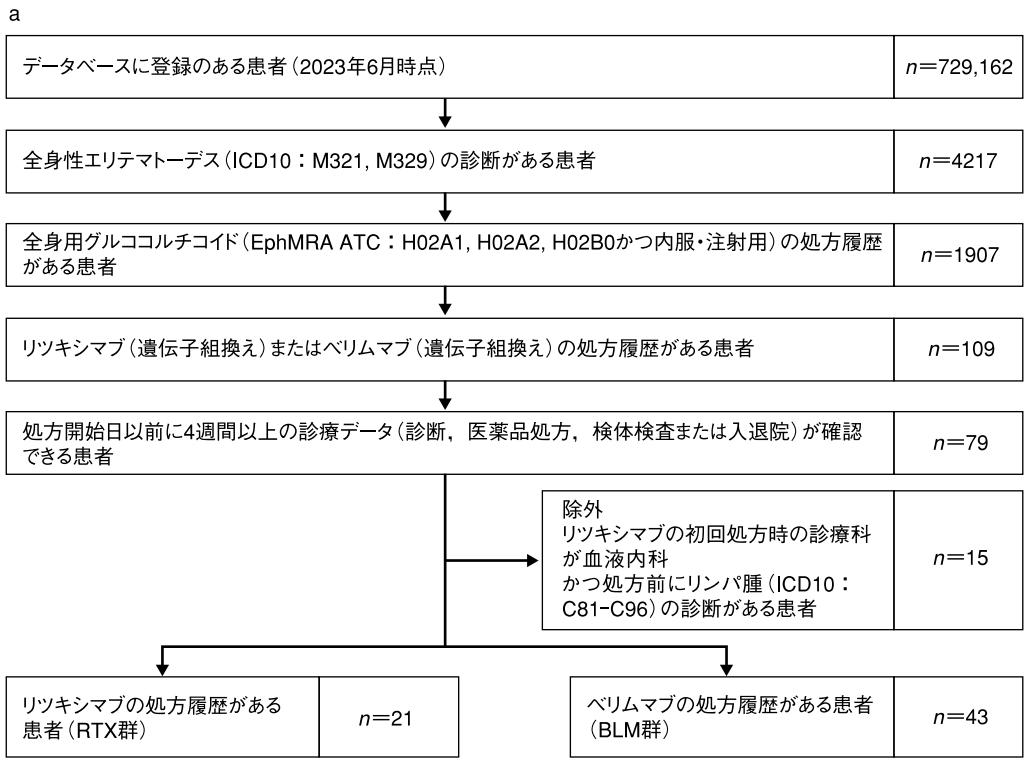 a
データベースに登録のある患者(2023年6月時点)
n=729,162
全身性エリテマトーデス(ICD10:M321, M329)の診断がある患者
n=4217
全身用グルココルチコイド(EphMRA ATC:H02A1, H02A2, H02B0かつ内服・注射用)の処方履歴
がある患者
n=1907
リツキシマブ(遺伝子組換え)またはベリムマブ(遺伝子組換え)の処方履歴がある患者
n=109
処方開始日以前に4週間以上の診療データ(診断,医薬品処方,検体検査または入退院)が確認
できる患者
n=79
除外
リツキシマブの初回処方時の診療科
が血液内科
かつ処方前にリンパ腫(ICD10:
C81-C96)の診断がある患者
n=15
リツキシマブの処方履歴がある
患者(RTX群)
n=21
ベリムマブの処方履歴がある患者
(BLM群)
n=43